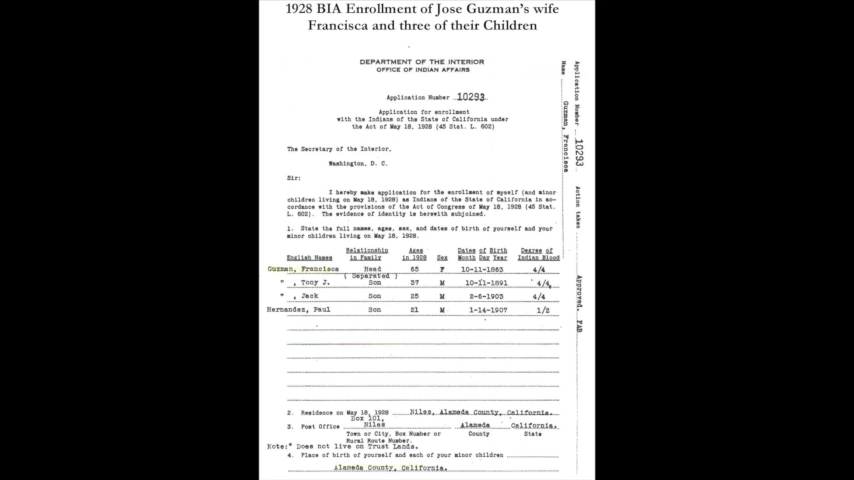 1928 BIA Enrollment of Jose Guzman's wife
Francisca and three of their Children
DEPARTMENT OF THE INTERIOR
OFFICE OF INDIAN AFFAIRS
Application Number 10293
Application for enrollment
with the Indians of the State of California under
the Act of May 18, 1928 (45 Stat. L. 602)
The Secretary of the Interior,
Washington, D. C.
Sir:
I hereby make application for the enrollment of myself (and minor
children living on May 18, 1928) as Indians of the State of California in ac-
cordance with the provisions of the Act of Congress of May 18, 1928 (45 Stat.
L. 602). The evidence of identity is herewith subjoined.
1. State the full names, ages, sex, and dates of birth of yourself and your
minor children living on May 18, 1928.
English Names Relationship in Family Ages in 1928 Sex Dates of Birth Month Day Year Degree of Indian Blood
Guzman, Francisca Head 65 F 10-11-1863 4/4
( Separated )
" , Tony J. Son 37 M 10-11-1891 4/4
" , Jack Son 25 M 2-6-1903 4/4
Hernandez, Paul Son 21 M 1-14-1907 1/2
2. Residence on May 18, 1928 Niles, Alameda County, California.
Box 101,
3. Post Office Niles Alameda California.
Town or City, Box Number or County State
Rural Route Number.
Note:* Does not live on Trust Lands.
4. Place of birth of yourself and each of your minor children
Alameda County, California.
Application Number 10293 Action taken Approved. FAB
Name Guzman, Francisca